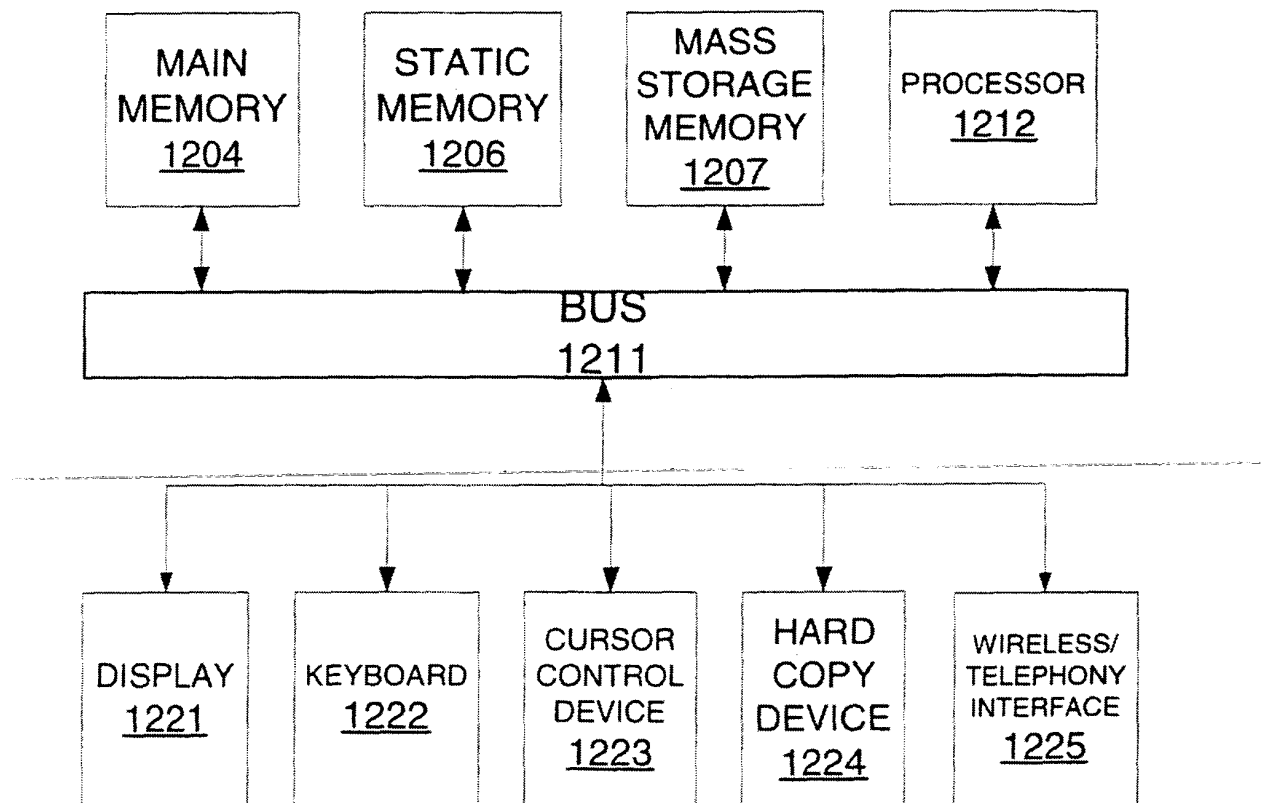 MAIN
MEMORY
1204
STATIC
MEMORY
1206
MASS
STORAGE
MEMORY
1207
PROCESSOR
1212
BUS
1211
DISPLAY
1221
KEYBOARD
1222
CURSOR
CONTROL
DEVICE
1223
HARD
COPY
DEVICE
1224
WIRELESS/
TELEPHONY
INTERFACE
1225